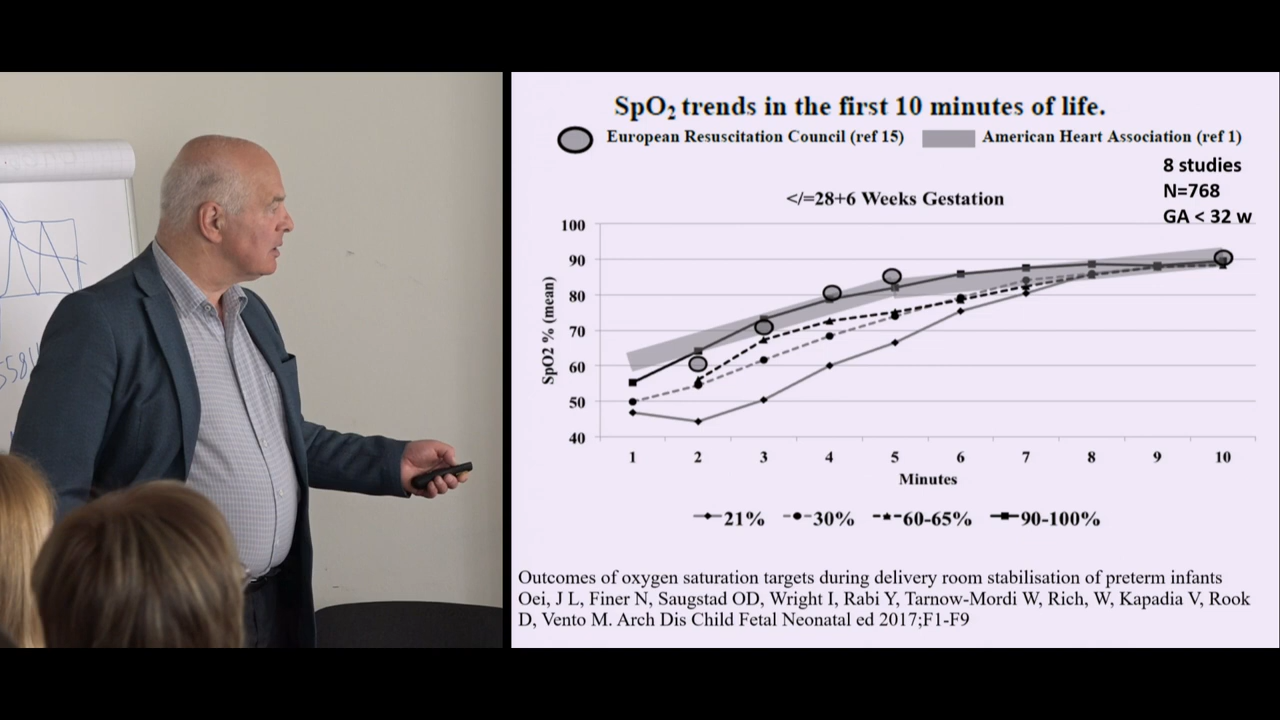 558
SpO2 trends in the first 10 minutes of life.
European Resuscitation Council (ref 15)
American Heart Association (ref 1)
8 studies
N=768
GA < 32 w
</=28+6 Weeks Gestation
SpO2 % (mean)
100
90
80
70
60
50
40
1 2 3 4 5 6 7 8 9 10
Minutes
21% 30% 60-65% 90-100%
Outcomes of oxygen saturation targets during delivery room stabilisation of preterm infants
Oei, J L, Finer N, Saugstad OD, Wright I, Rabi Y, Tarnow-Mordi W, Rich, W, Kapadia V, Rook
D, Vento M. Arch Dis Child Fetal Neonatal ed 2017;F1-F9